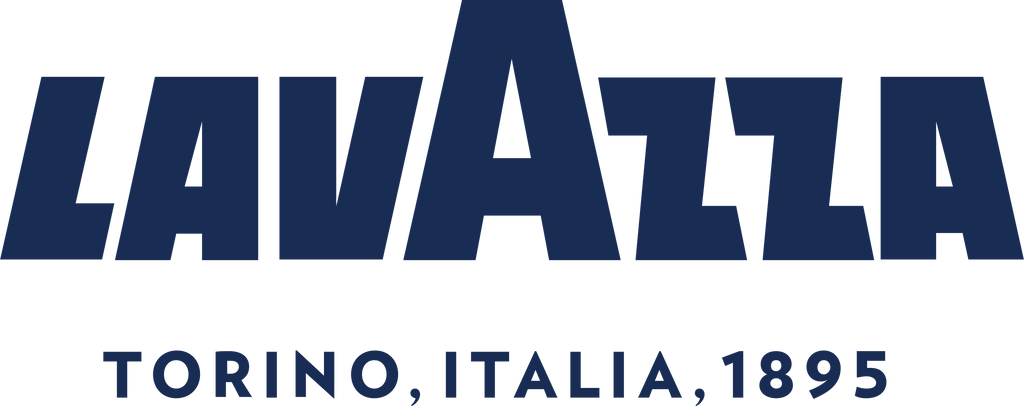 LAVAZZA
TORINO, ITALIA, 1895